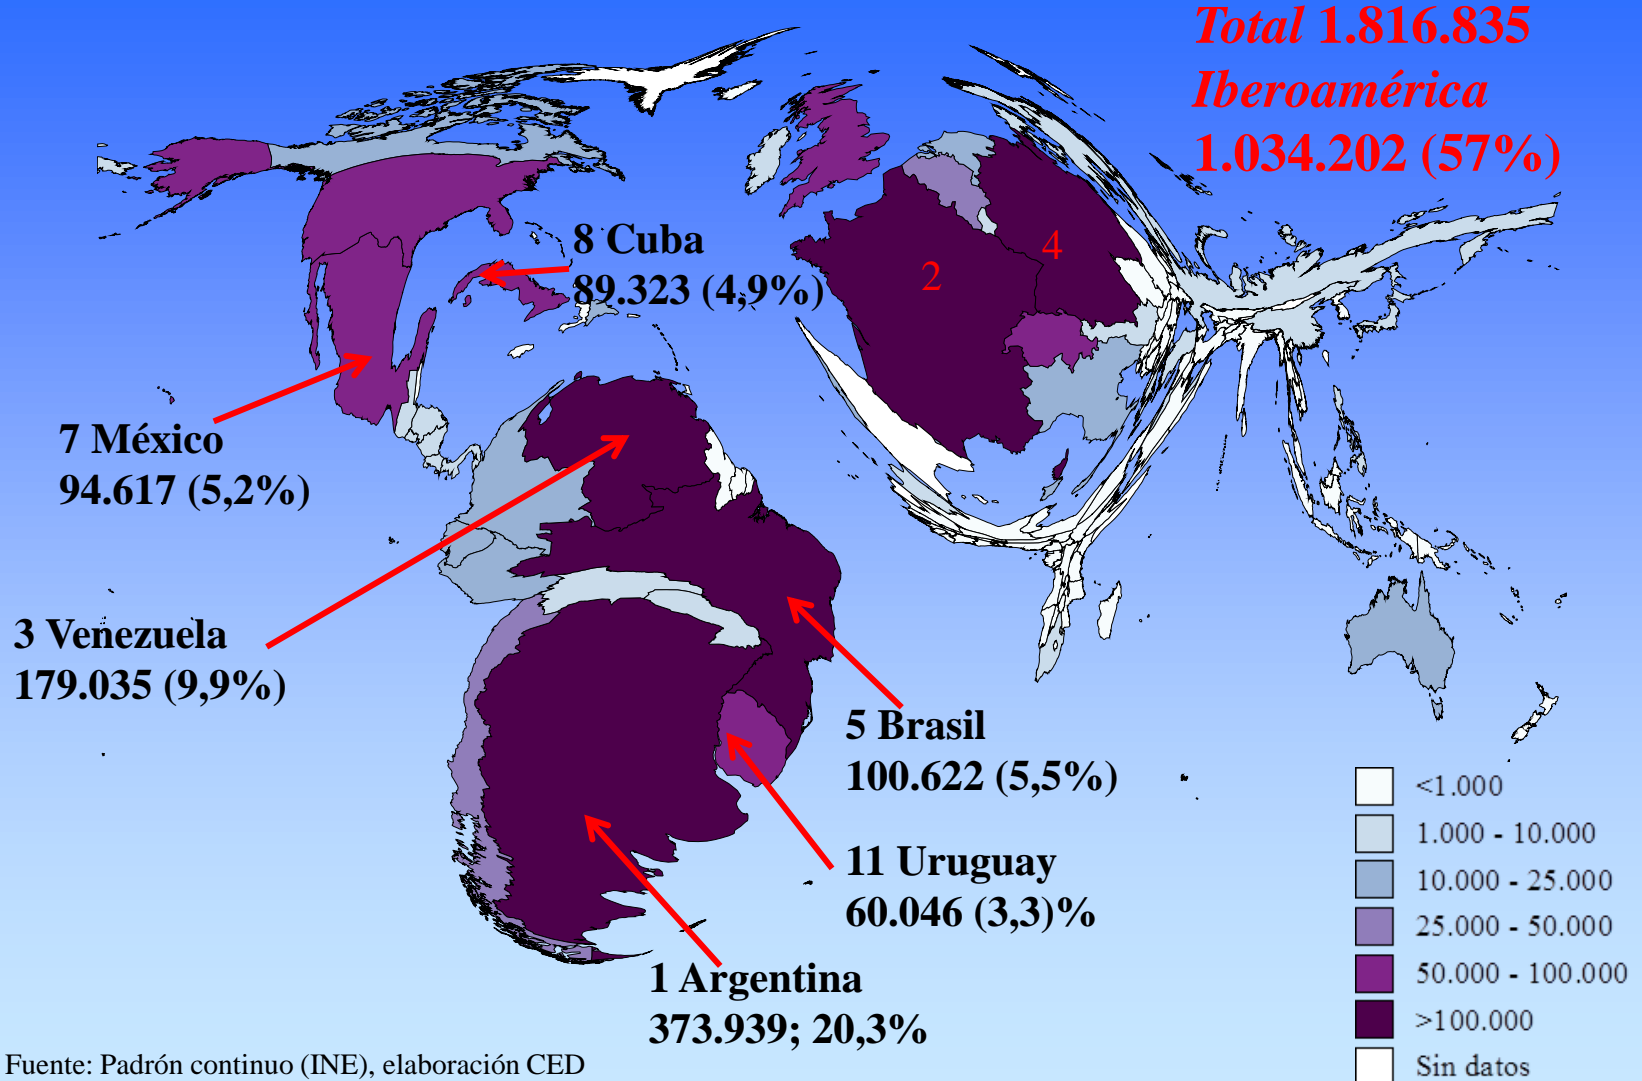 Total 1.816.835
Iberoamérica
1.034.202 (57%)
8 Cuba
89.323 (4,9%)
2
4
7 México
94.617 (5,2%)
3 Venezuela
179.035 (9,9%)
5 Brasil
100.622 (5,5%)
11 Uruguay
60.046 (3,3)%
1 Argentina
373.939; 20,3%
<1.000
1.000 - 10.000
10.000 - 25.000
25.000 - 50.000
50.000 - 100.000
>100.000
Sin datos
Fuente: Padrón continuo (INE), elaboración CED